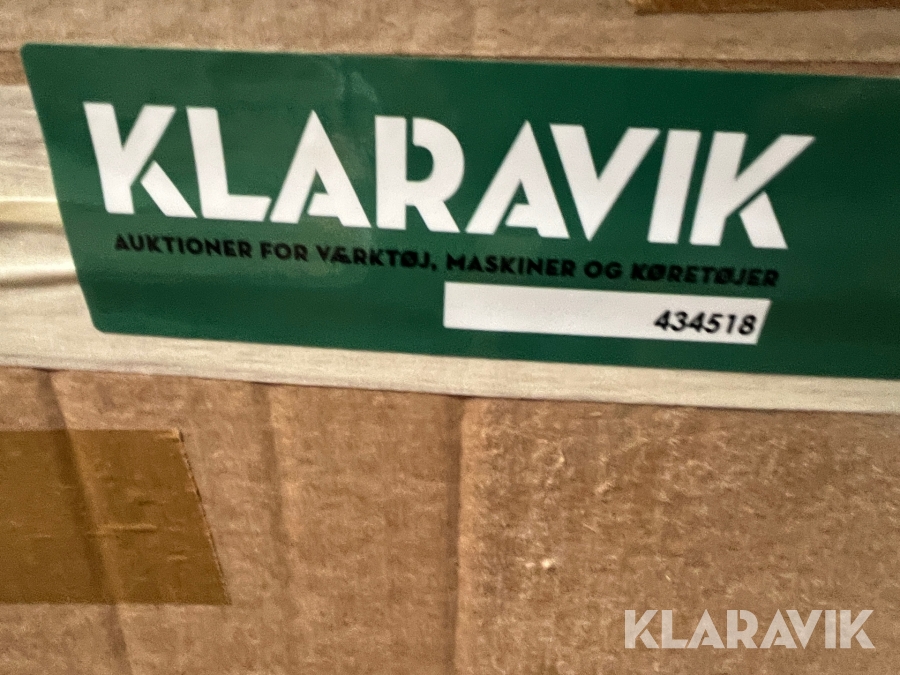 KLARAVIK
AUKTIONER FOR VÆRKTØJ, MASKINER OG KØRETØJER
434518
KLARAVIK